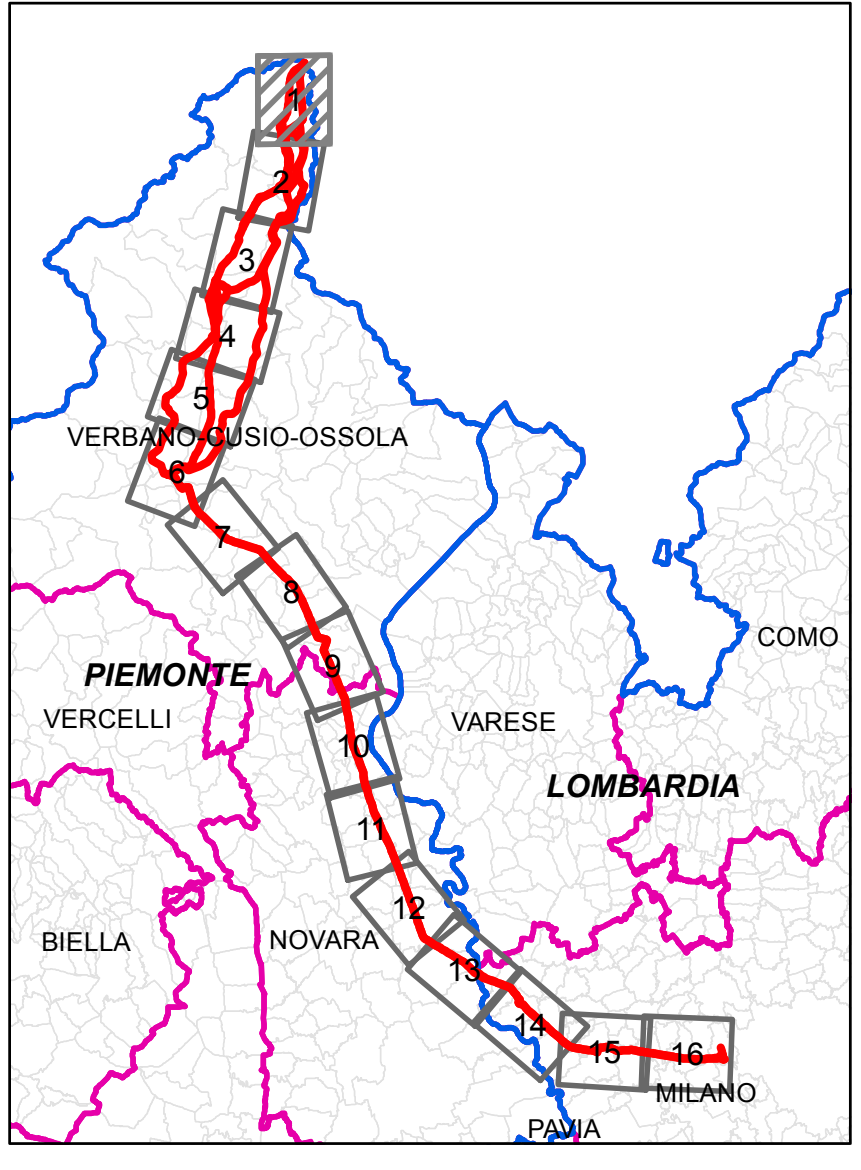 1
2
3
4
5
VERBANO-CUSIO-OSSOLA
6
7
8
COMO
9
PIEMONTE
VERCELLI
VARESE
10
LOMBARDIA
11
12
BIELLA
NOVARA
13
14
15
16
MILANO
PAVIA